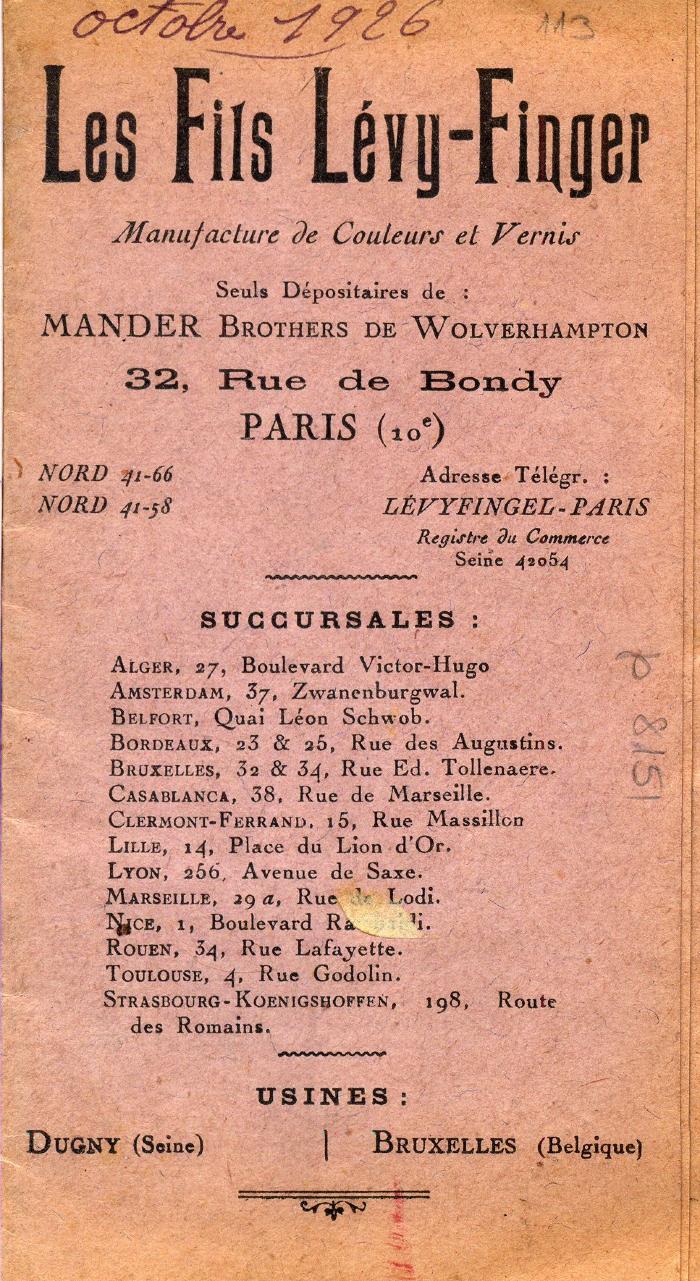 octobre 1926
113
Les Fils Lévy-Finger
Manufacture de Couleurs et Vernis
Seuls Dépositaires de :
MANDER BROTHERS DE WOLVERHAMPTON
32, Rue de Bondy
PARIS (10e)
NORD 41-66
NORD 41-58
Adresse Télégr. :
LÉVYFINGEL-PARIS
Registre du Commerce
Seine 42054
SUCCURSALES :
ALGER, 27, Boulevard Victor-Hugo
AMSTERDAM, 37, Zwanenburgwal.
BELFORT, Quai Léon Schwob.
BORDEAUX, 23 & 25, Rue des Augustins.
BRUXELLES, 32 & 34, Rue Ed. Tollenaere.
CASABLANCA, 38, Rue de Marseille.
CLERMONT-FERRAND, 15, Rue Massillon
LILLE, 14, Place du Lion d'Or.
LYON, 256, Avenue de Saxe.
MARSEILLE, 29 a, Rue de Lodi.
NICE, 1, Boulevard
ROUEN, 34, Rue Lafayette.
TOULOUSE, 4, Rue Godolin.
STRASBOURG-KOENIGSHOFFEN, 198, Route
des Romains.
p 8151
USINES :
DUGNY (Seine) | BRUXELLES (Belgique)